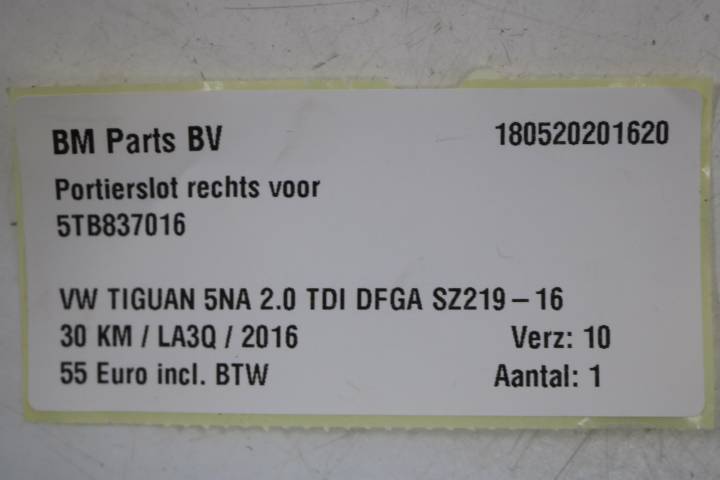 BM Parts BV 180520201620
Portierslot rechts voor
5TB837016
VW TIGUAN 5NA 2.0 TDI DFGA SZ219 – 16
30 KM / LA3Q / 2016 Verz: 10
55 Euro incl. BTW Aantal: 1